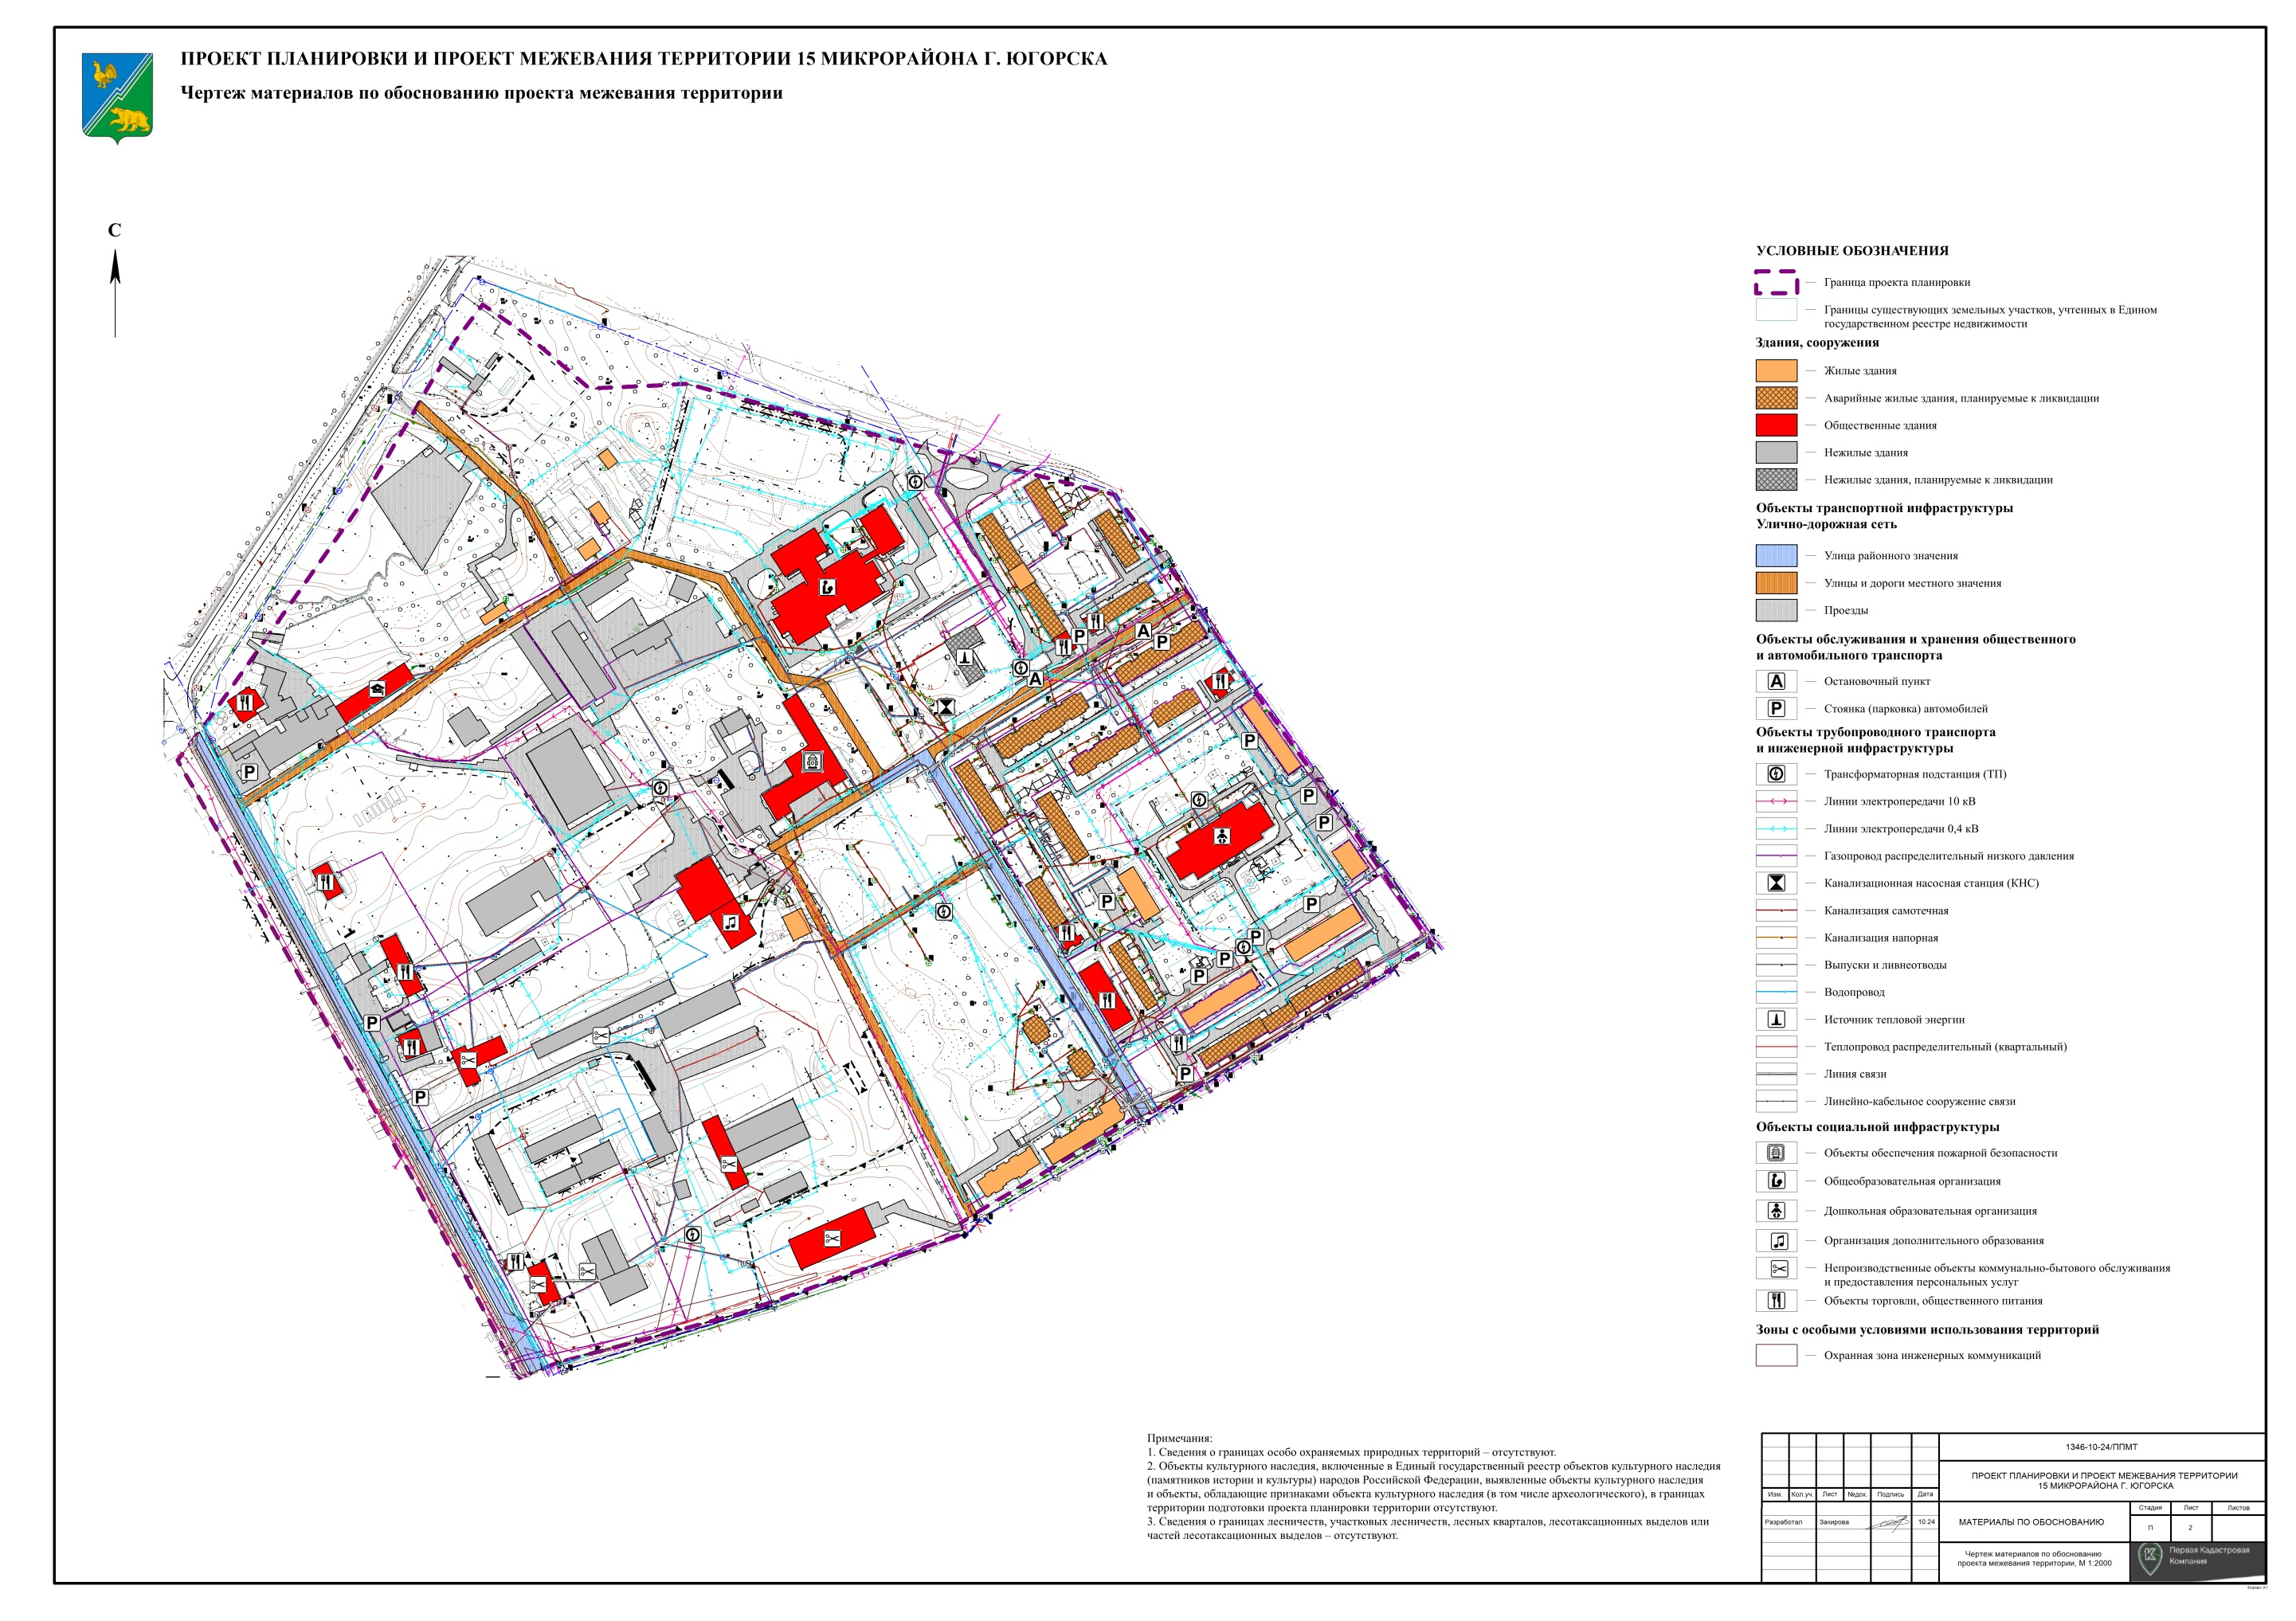 ПРОЕКТ ПЛАНИРОВКИ И ПРОЕКТ МЕЖЕВАНИЯ ТЕРРИТОРИИ 15 МИКРОРАЙОНА Г. ЮГОРСКА
Чертеж материалов по обоснованию проекта межевания территории
С
УСЛОВНЫЕ ОБОЗНАЧЕНИЯ
Граница проекта планировки
Границы существующих земельных участков, учтенных в Едином
государственном реестре недвижимости
Здания, сооружения
Жилые здания
Аварийные жилые здания, планируемые к ликвидации
Общественные здания
Нежилые здания
Нежилые здания, планируемые к ликвидации
Объекты транспортной инфраструктуры
Улично-дорожная сеть
Улица районного значения
Улицы и дороги местного значения
Проезды
Объекты обслуживания и хранения общественного
и автомобильного транспорта
А Остановочный пункт
Р Стоянка (парковка) автомобилей
Объекты трубопроводного транспорта
и инженерной инфраструктуры
Трансформаторная подстанция (ТП)
Линии электропередачи 10 кВ
Линии электропередачи 0,4 кВ
Газопровод распределительный низкого давления
Канализационная насосная станция (КНС)
Канализация самотечная
Канализация напорная
Выпуски и ливнеотводы
Водопровод
Источник тепловой энергии
Теплопровод распределительный (квартальный)
Линия связи
Линейно-кабельное сооружение связи
Объекты социальной инфраструктуры
Объекты обеспечения пожарной безопасности
Общеобразовательная организация
Дошкольная образовательная организация
Организация дополнительного образования
Непроизводственные объекты коммунально-бытового обслуживания
и предоставления персональных услуг
Объекты торговли, общественного питания
Зоны с особыми условиями использования территорий
Охранная зона инженерных коммуникаций
Примечания:
1. Сведения о границах особо охраняемых природных территорий – отсутствуют.
2. Объекты культурного наследия, включенные в Единый государственный реестр объектов культурного наследия
(памятников истории и культуры) народов Российской Федерации, выявленные объекты культурного наследия
и объекты, обладающие признаками объекта культурного наследия (в том числе археологического), в границах
территории подготовки проекта планировки территории отсутствуют.
3. Сведения о границах лесничеств, участковых лесничеств, лесных кварталов, лесотаксационных выделов или
частей лесотаксационных выделов – отсутствуют.
1346-10-24/ППМТ
ПРОЕКТ ПЛАНИРОВКИ И ПРОЕКТ МЕЖЕВАНИЯ ТЕРРИТОРИИ
15 МИКРОРАЙОНА Г. ЮГОРСКА
Изм. Кол.уч. Лист №док. Подпись Дата
Разработал Закирова 10.24
МАТЕРИАЛЫ ПО ОБОСНОВАНИЮ
Стадия Лист Листов
П 2
Чертеж материалов по обоснованию
проекта межевания территории, М 1:2000
Первая Кадастровая
Компания